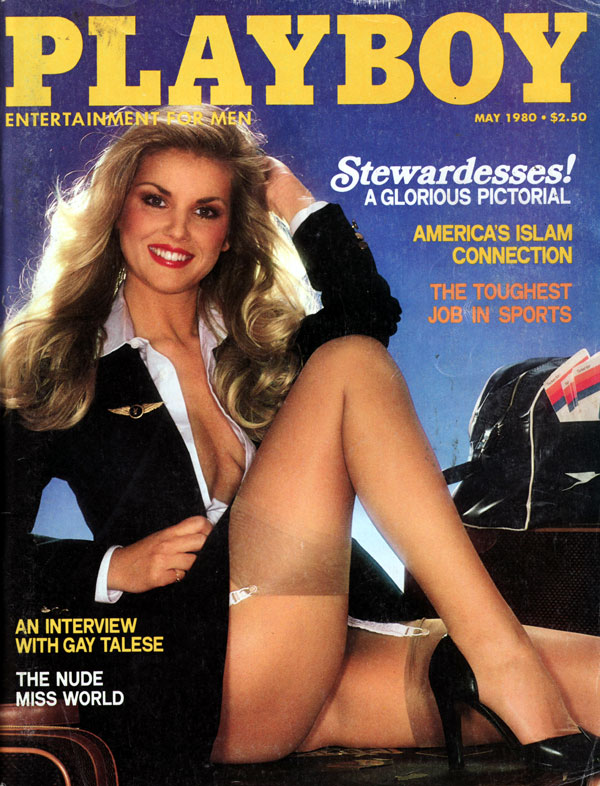 PLAYBOY
ENTERTAINMENT FOR MEN
MAY 1980 • $2.50
Stewardesses!
A GLORIOUS PICTORIAL
AMERICA'S ISLAM
CONNECTION
THE TOUGHEST
JOB IN SPORTS
AN INTERVIEW
WITH GAY TALESE
THE NUDE
MISS WORLD